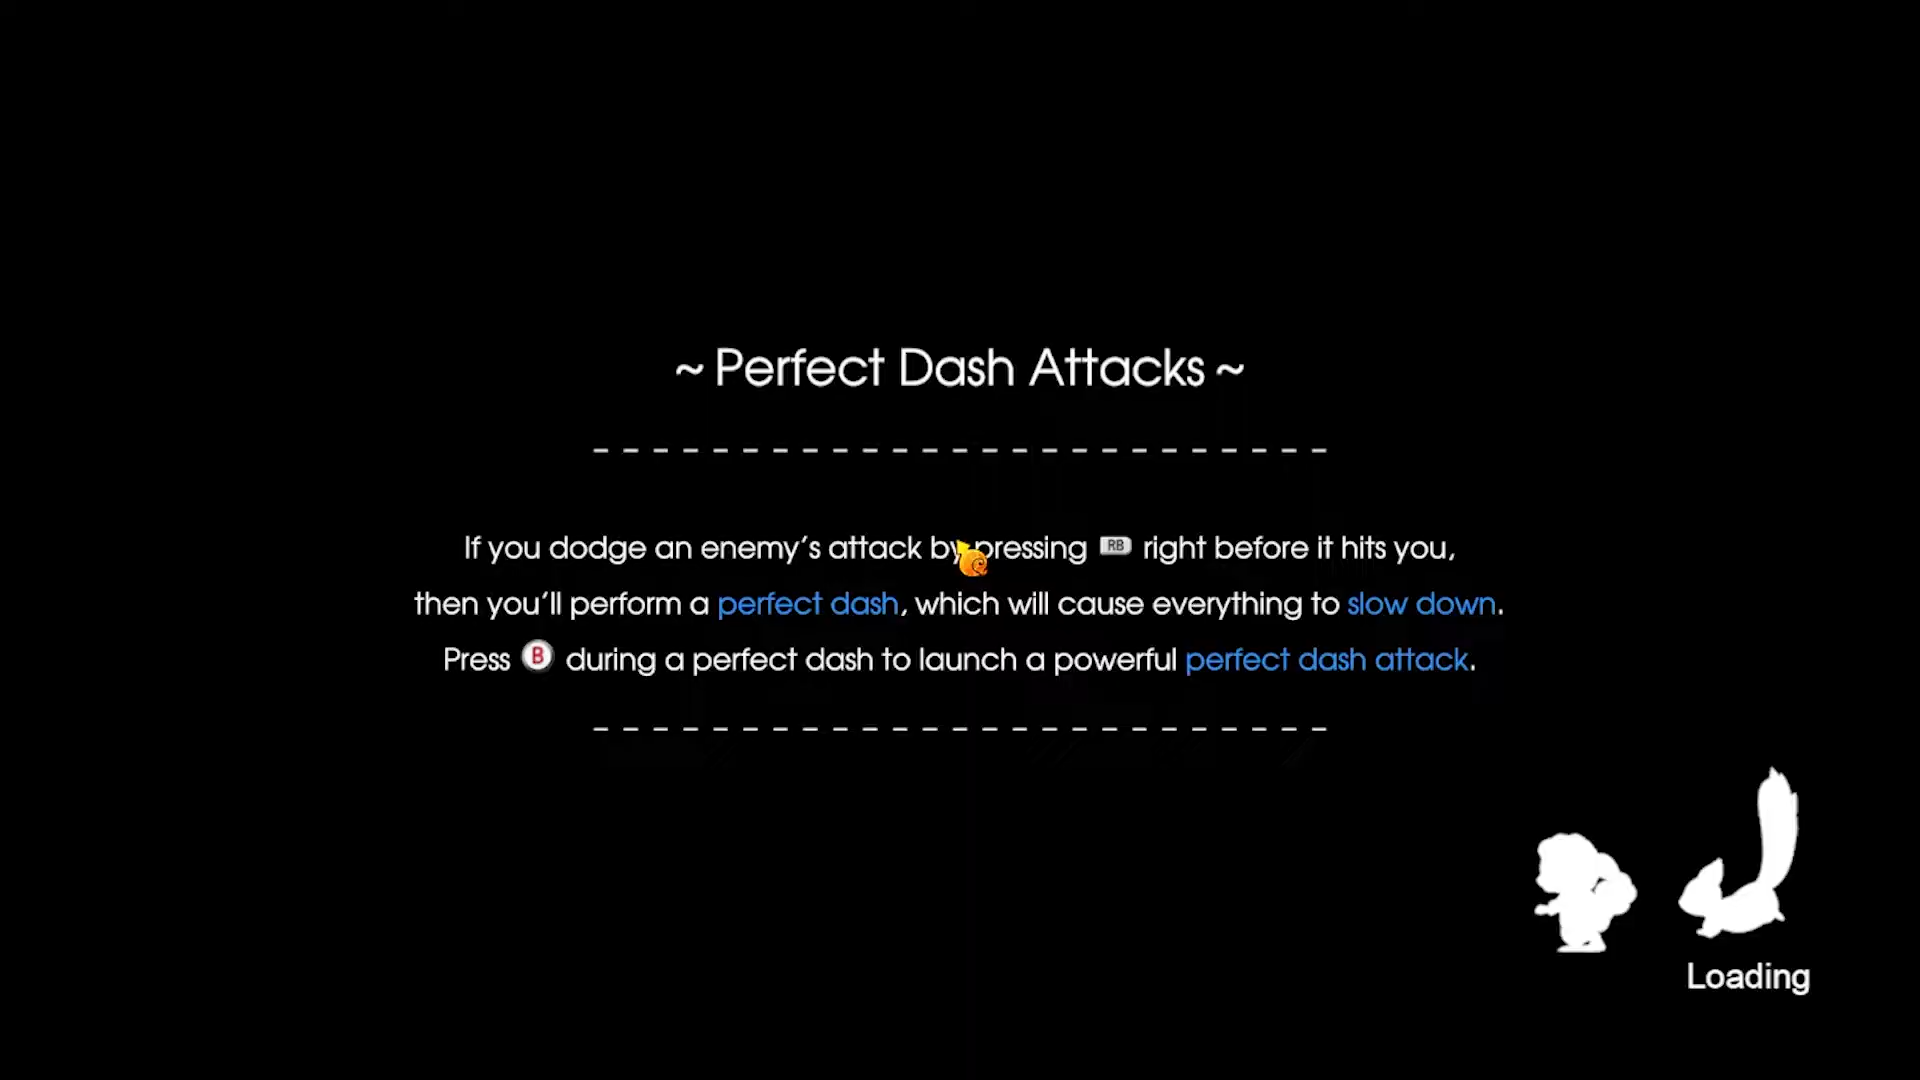 ~ Perfect Dash Attacks ~
- - - - - - - - - - - - - - - - - - - - - - - - -
If you dodge an enemy's attack by pressing RB right before it hits you,
then you'll perform a perfect dash, which will cause everything to slow down.
Press B during a perfect dash to launch a powerful perfect dash attack.
- - - - - - - - - - - - - - - - - - - - - - - - -
Loading